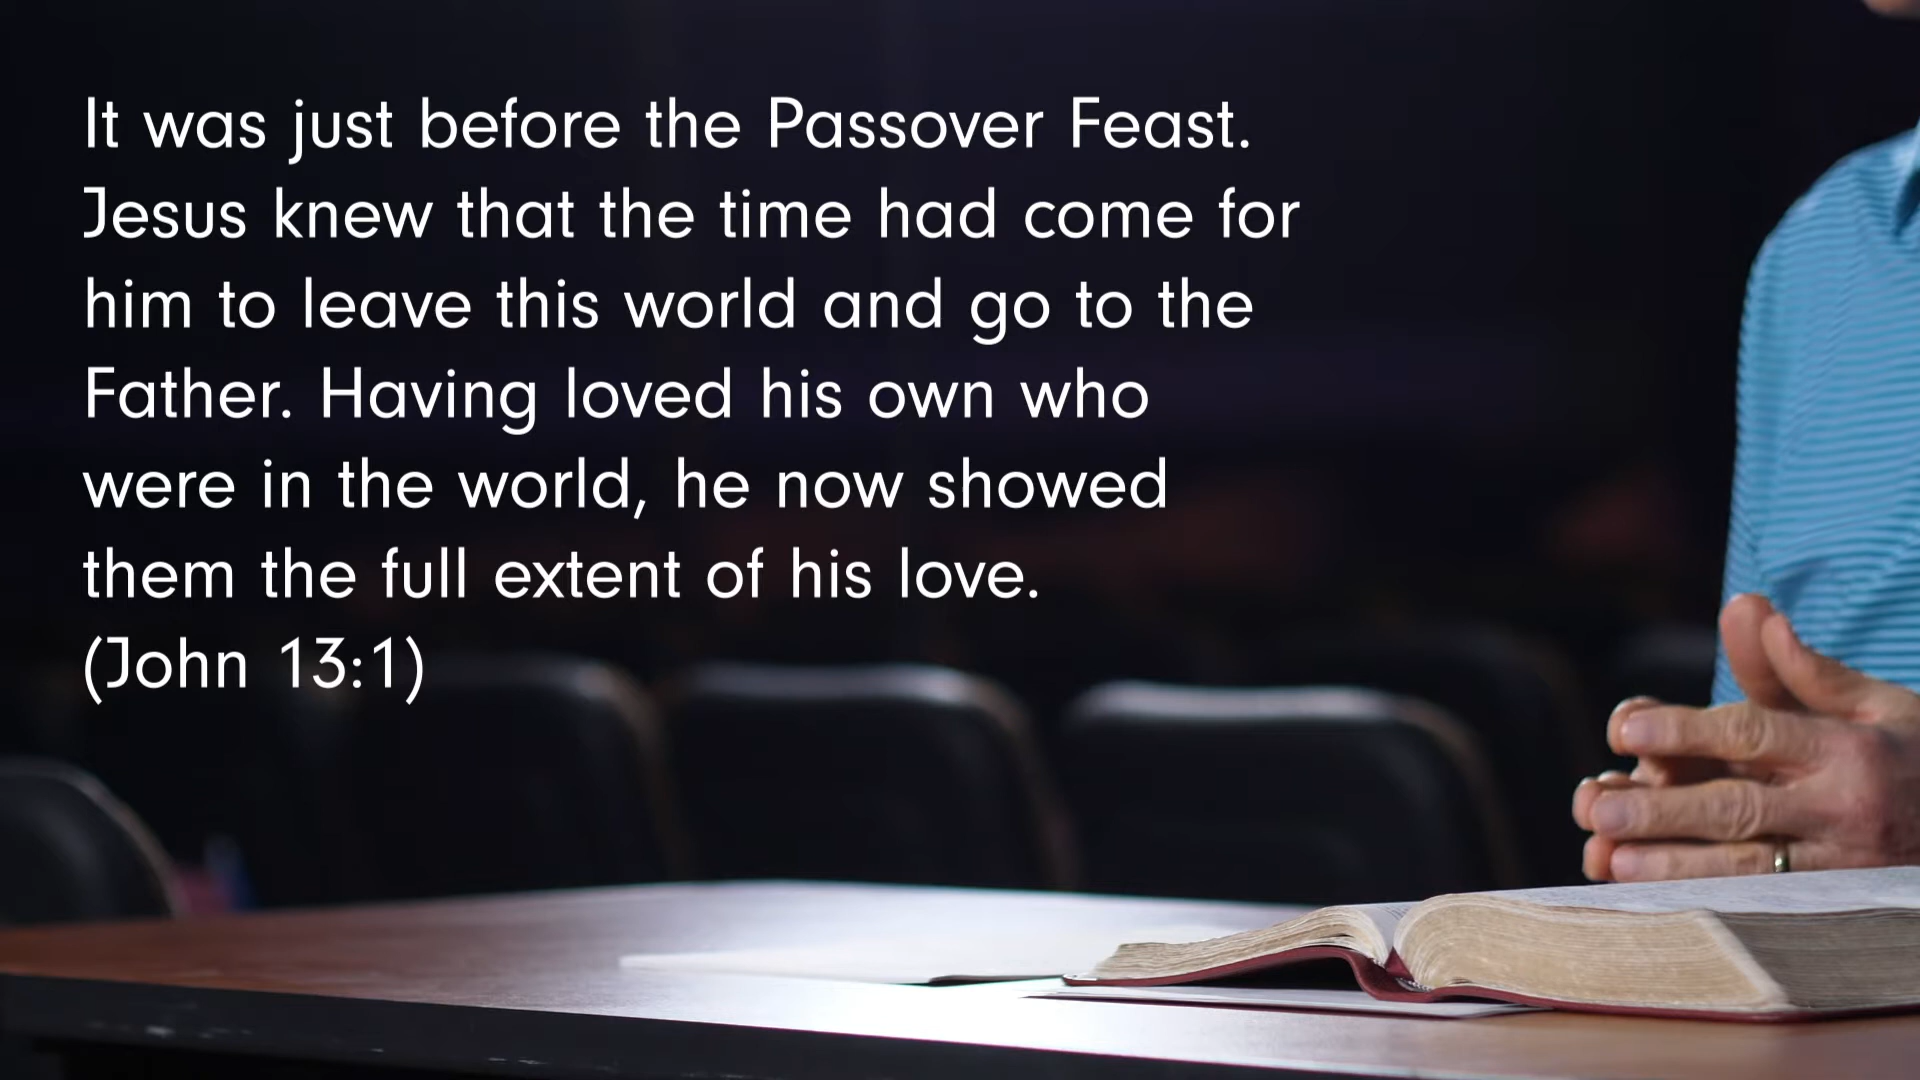 It was just before the Passover Feast.
Jesus knew that the time had come for
him to leave this world and go to the
Father. Having loved his own who
were in the world, he now showed
them the full extent of his love.
(John 13:1)